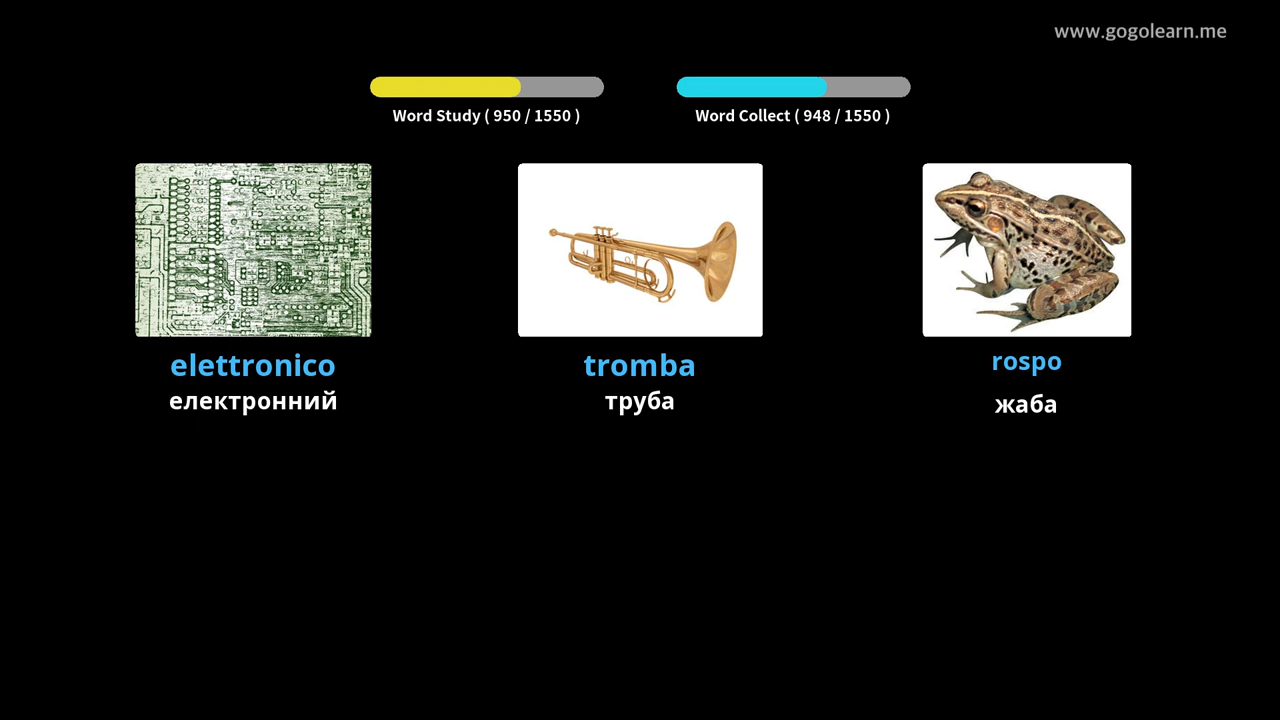 www.gogolearn.me
Word Study ( 950 / 1550 )
Word Collect ( 948 / 1550 )
elettronico
електронний
tromba
труба
rospo
жаба